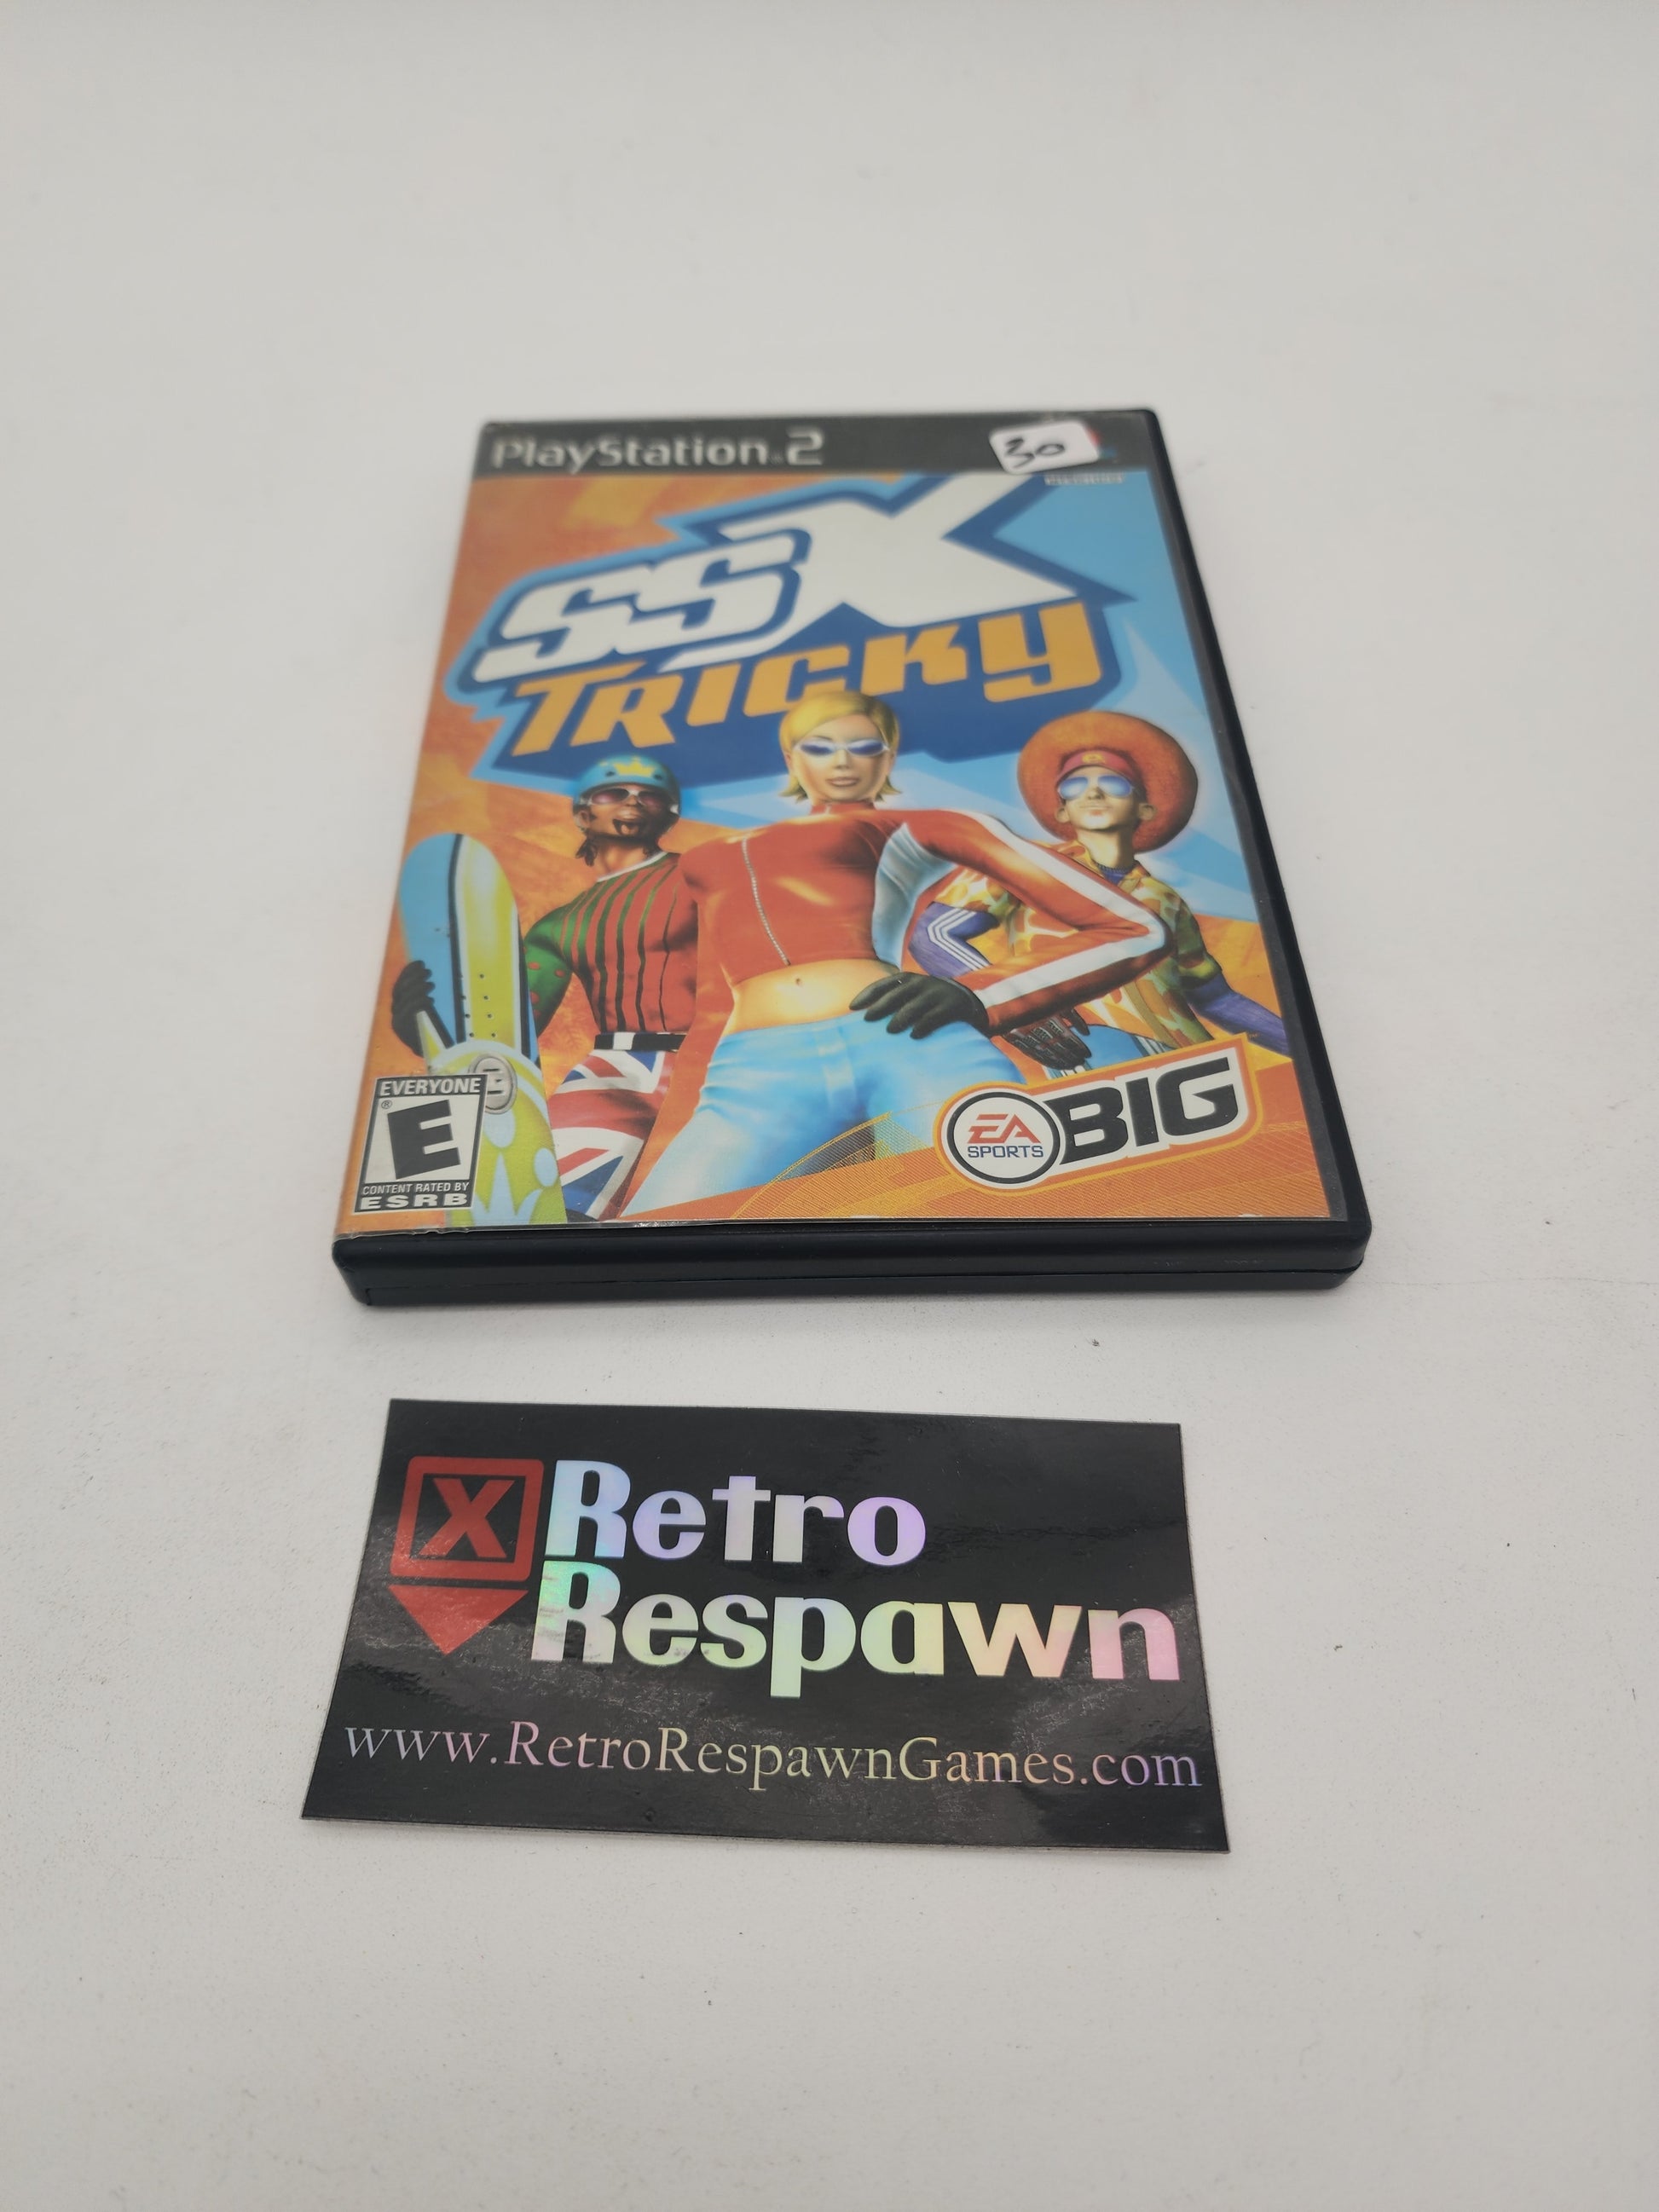 PlayStation.2
30
SSX
TRICKY
EVERYONE
E
®
CONTENT RATED BY
ESRB
EA
SPORTS
BIG
X
Retro
Respawn
www.RetroRespawnGames.com